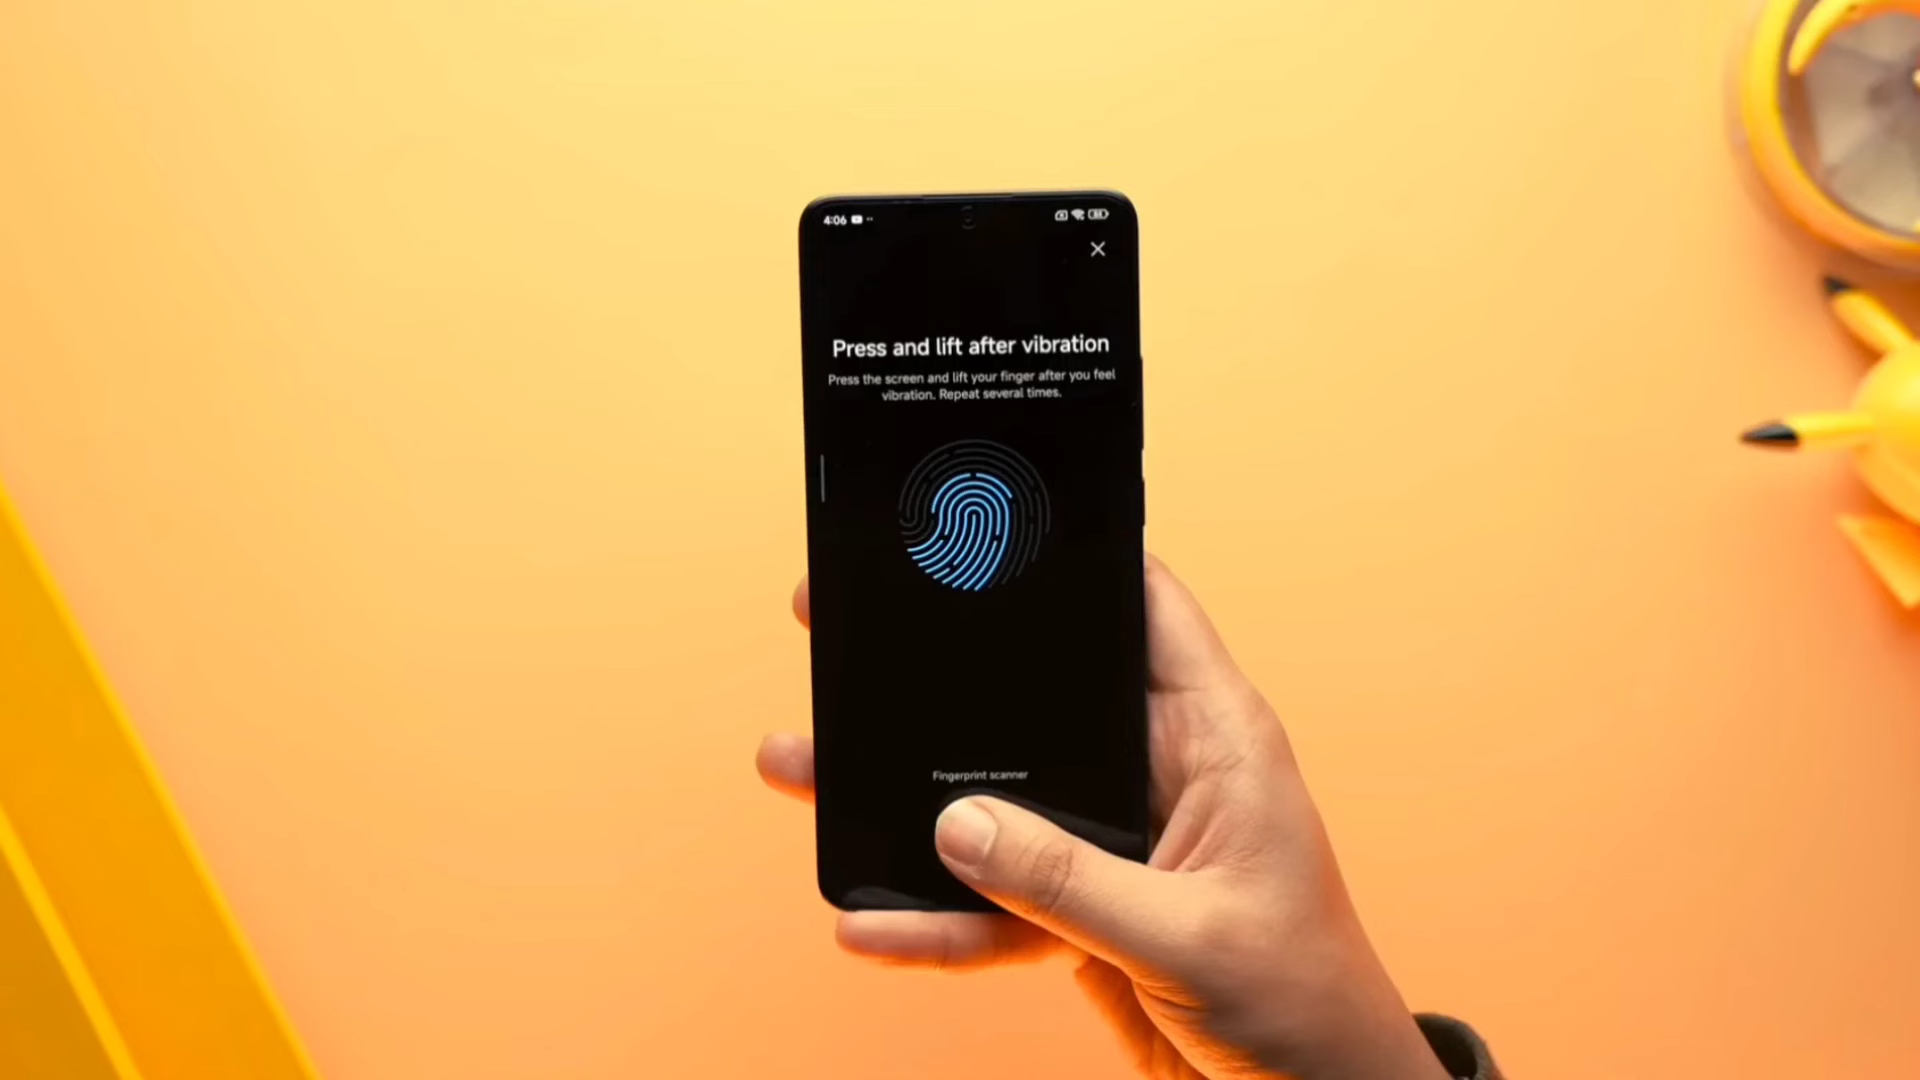 4:06
Press and lift after vibration
Press the screen and lift your finger after you feel
vibration. Repeat several times.
Fingerprint scanner